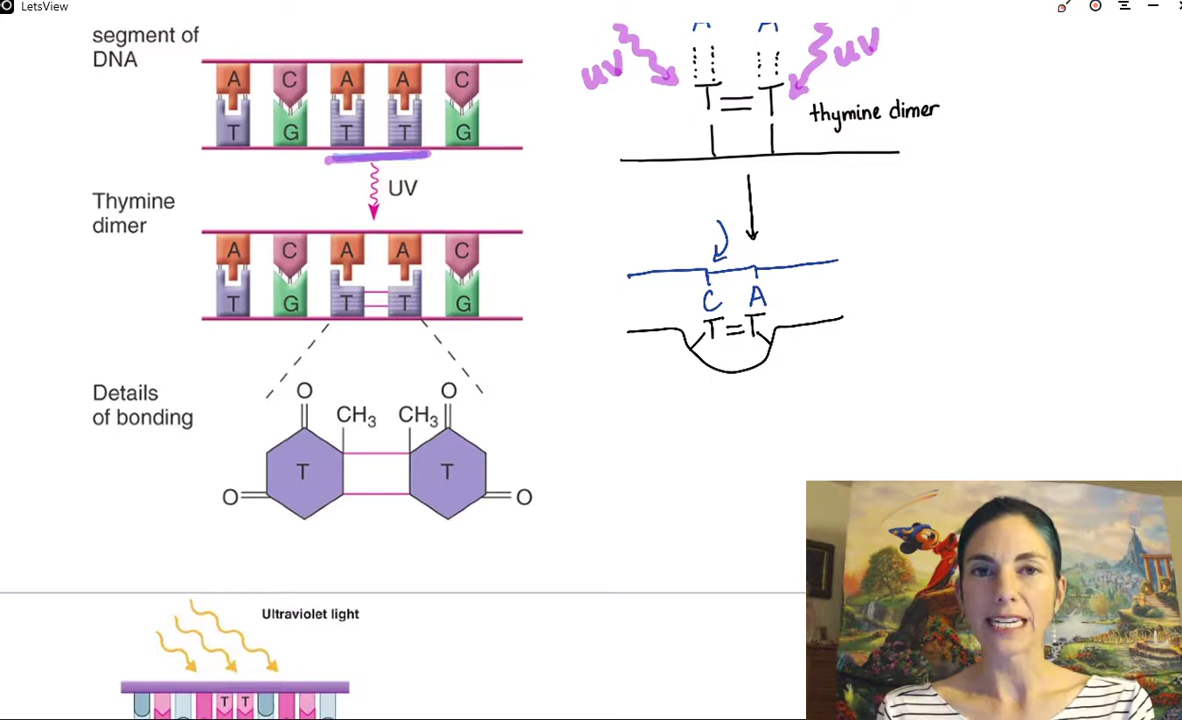 LetsView
segment of
DNA
A C A A C
T G T T G
UV
Thymine
dimer
A C A A C
T G T T G
Details
of bonding
O O
CH3 CH3
T T
O O
Ultraviolet light
T T
A A
UV UV
T = T
thymine dimer
C A
T = T